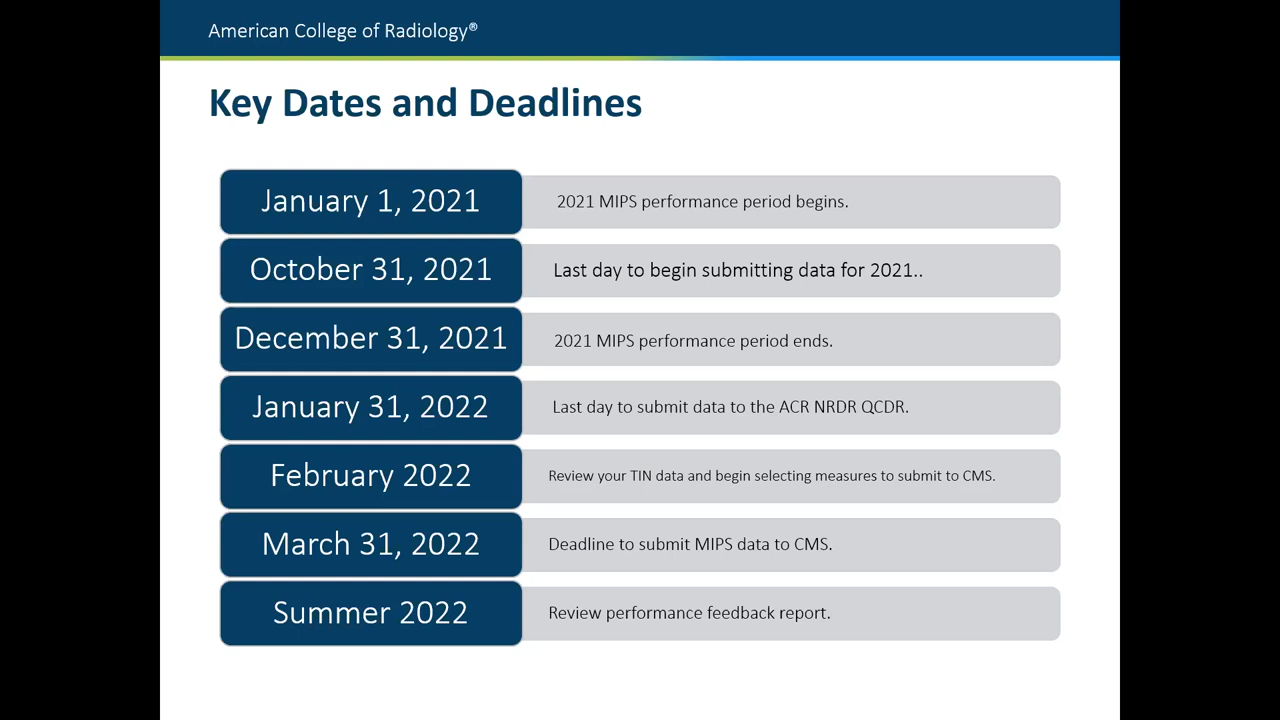 American College of Radiology®
Key Dates and Deadlines
January 1, 2021
2021 MIPS performance period begins.
October 31, 2021
Last day to begin submitting data for 2021..
December 31, 2021
2021 MIPS performance period ends.
January 31, 2022
Last day to submit data to the ACR NRDR QCDR.
February 2022
Review your TIN data and begin selecting measures to submit to CMS.
March 31, 2022
Deadline to submit MIPS data to CMS.
Summer 2022
Review performance feedback report.